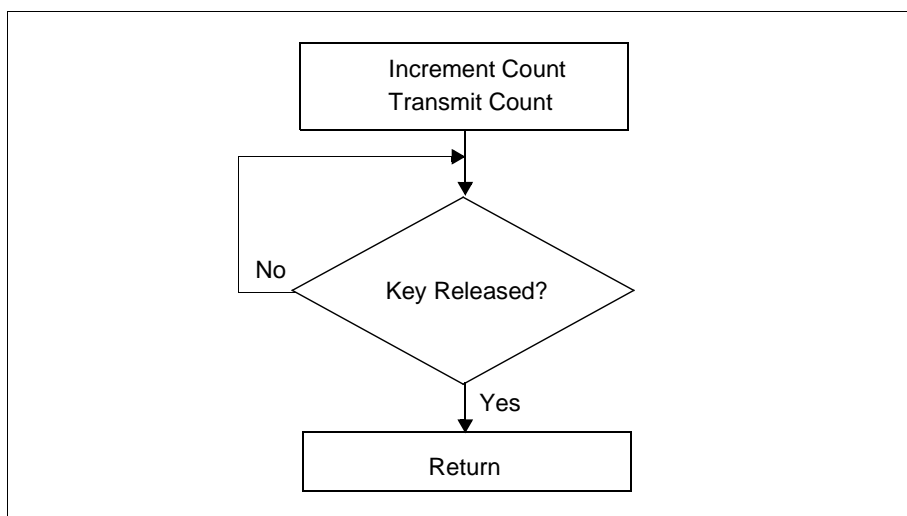 Increment Count
Transmit Count
No
Key Released?
Yes
Return